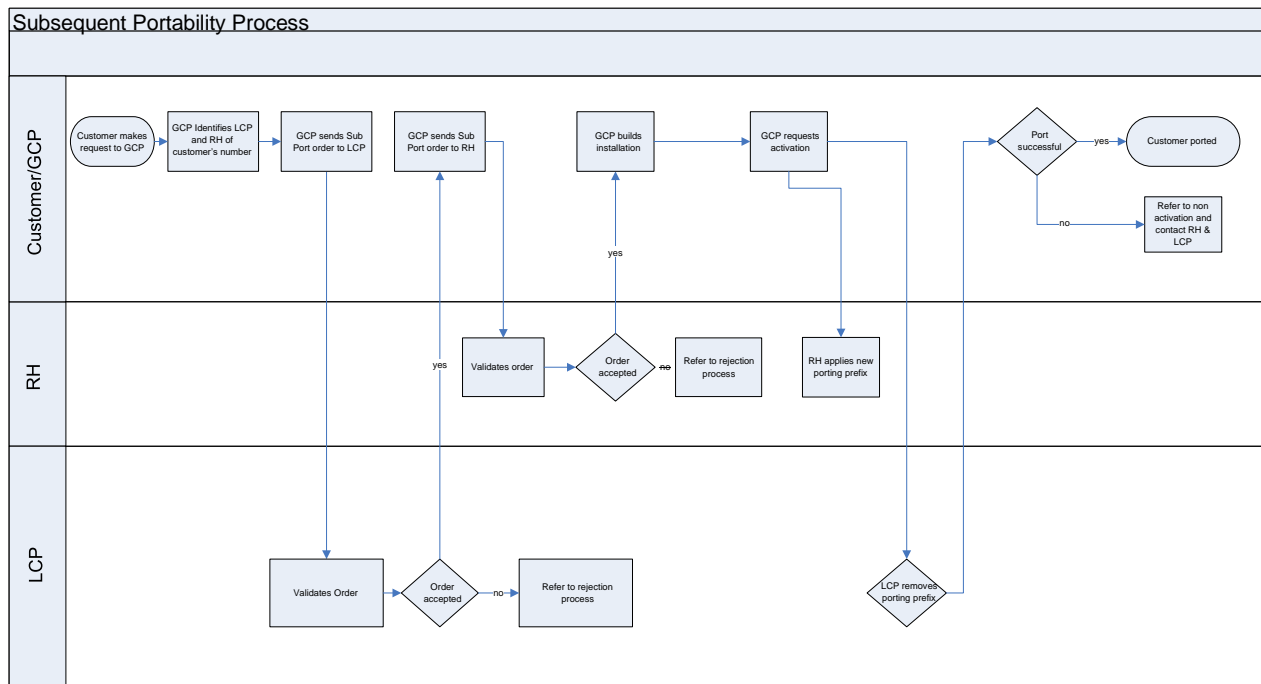 Subsequent Portability Process
Customer/GCP
Customer makes
request to GCP
GCP Identifies LCP
and RH of
customer's number
GCP sends Sub
Port order to LCP
GCP sends Sub
Port order to RH
GCP builds
installation
GCP requests
activation
Port
successful
yes
Customer ported
no
Refer to non
activation and
contact RH &
LCP
yes
RH
yes
Validates order
Order
accepted
no
Refer to rejection
process
RH applies new
porting prefix
LCP
Validates Order
Order
accepted
no
Refer to rejection
process
LCP removes
porting prefix